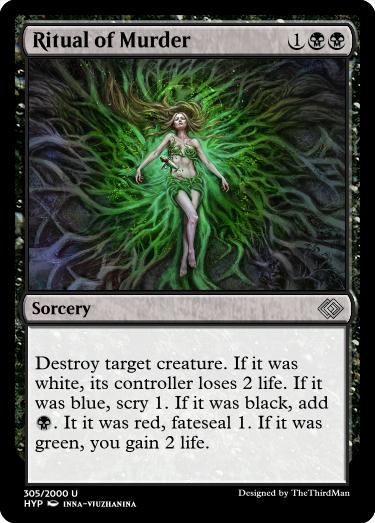 Ritual of Murder 1
Sorcery
Destroy target creature. If it was
white, its controller loses 2 life. If it
was blue, scry 1. If it was black, add
. It it was red, fateseal 1. If it was
green, you gain 2 life.
305/2000 U
HYP INNA-VIUZHANINA
Designed by TheThirdMan